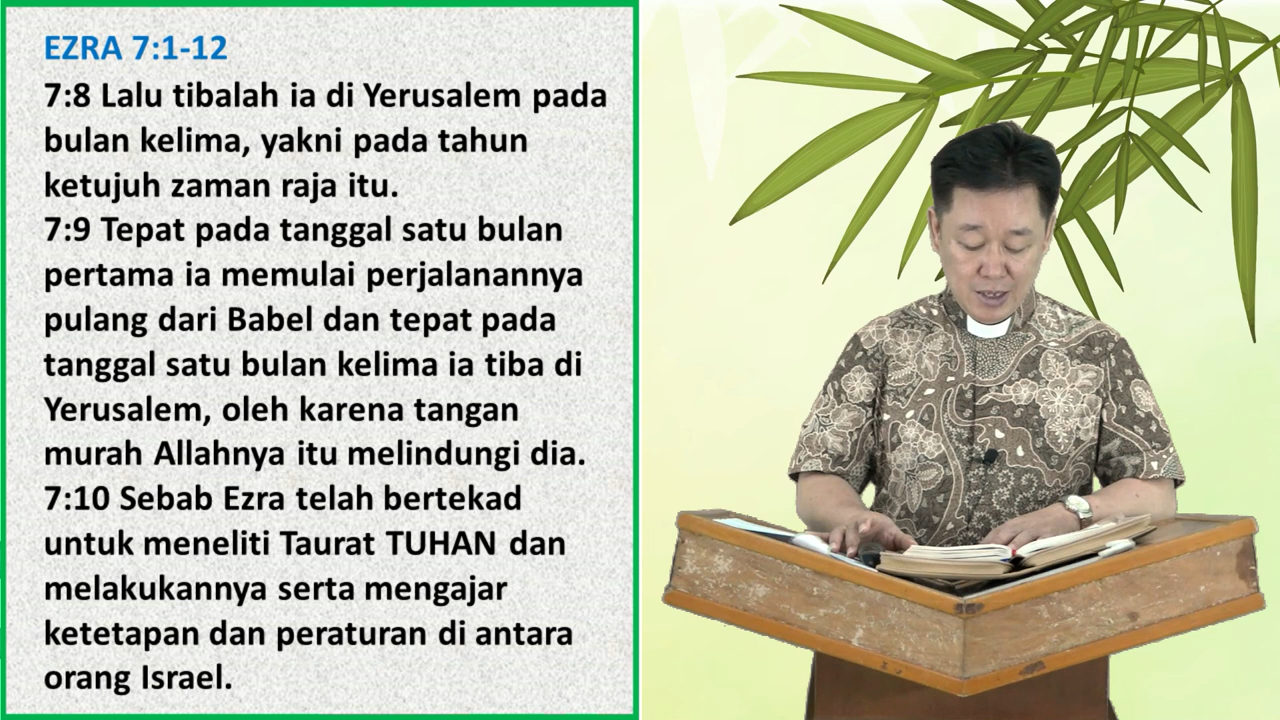 EZRA 7:1-12
7:8 Lalu tibalah ia di Yerusalem pada
bulan kelima, yakni pada tahun
ketujuh zaman raja itu.
7:9 Tepat pada tanggal satu bulan
pertama ia memulai perjalanannya
pulang dari Babel dan tepat pada
tanggal satu bulan kelima ia tiba di
Yerusalem, oleh karena tangan
murah Allahnya itu melindungi dia.
7:10 Sebab Ezra telah bertekad
untuk meneliti Taurat TUHAN dan
melakukannya serta mengajar
ketetapan dan peraturan di antara
orang Israel.